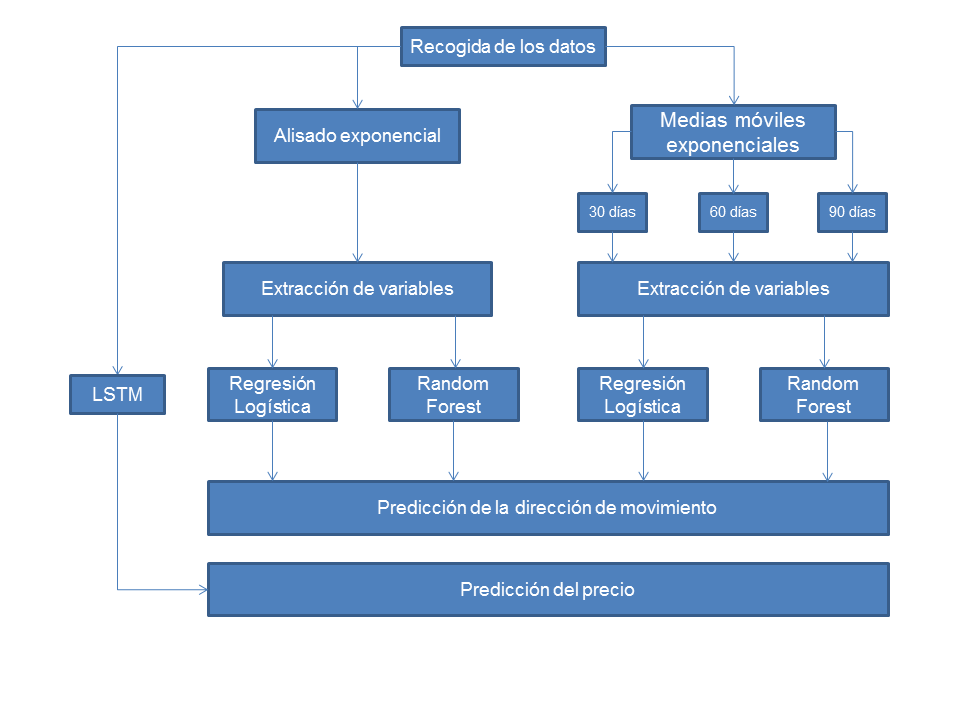 Recogida de los datos
Alisado exponencial
Medias móviles
exponenciales
30 días
60 días
90 días
Extracción de variables
Extracción de variables
LSTM
Regresión
Logística
Random
Forest
Regresión
Logística
Random
Forest
Predicción de la dirección de movimiento
Predicción del precio